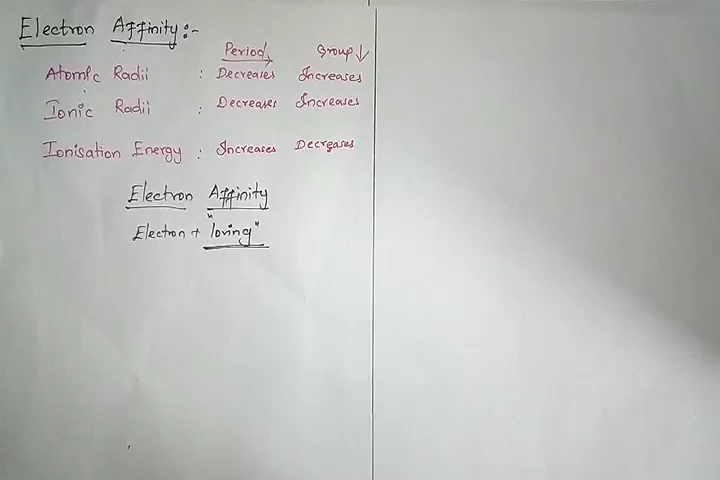 Electron Affinity:-
Period → Group ↓
Atomic Radii : Decreases Increases
Ionic Radii : Decreases Increases
Ionisation Energy : Increases Decreases
Electron Affinity
Electron + "loving"